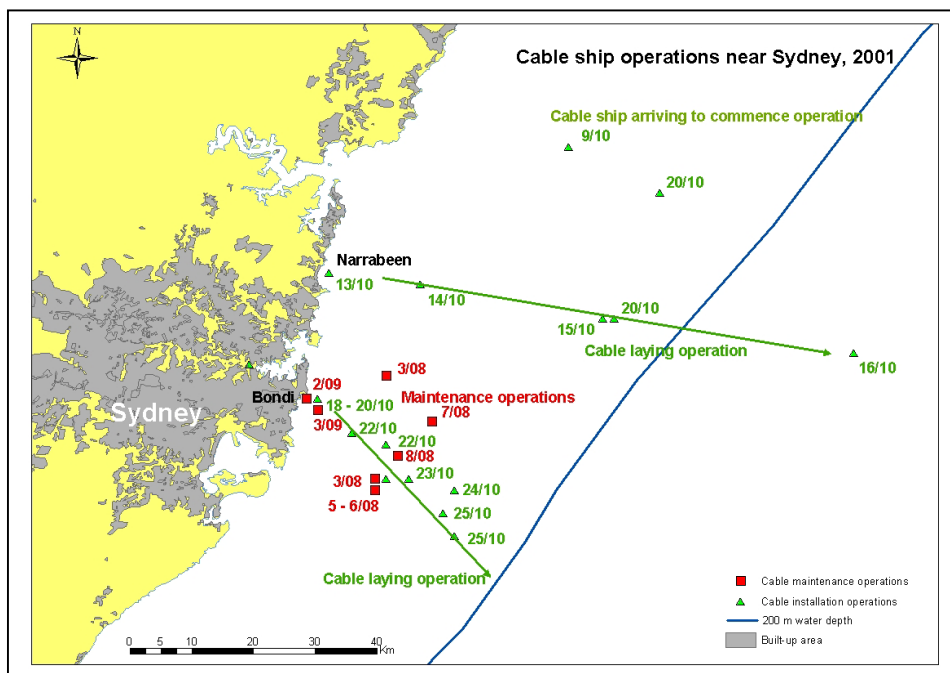 N
Cable ship operations near Sydney, 2001
Cable ship arriving to commence operation
9/10
20/10
Narrabeen
13/10
14/10
20/10
15/10
Cable laying operation
16/10
3/08
2/09
Bondi
18 - 20/10
Maintenance operations
7/08
Sydney
3/09
22/10
22/10
8/08
3/08
23/10
24/10
5 - 6/08
25/10
25/10
Cable laying operation
Cable maintenance operations
Cable installation operations
200 m water depth
Built-up area
0 5 10 20 30 40
Km